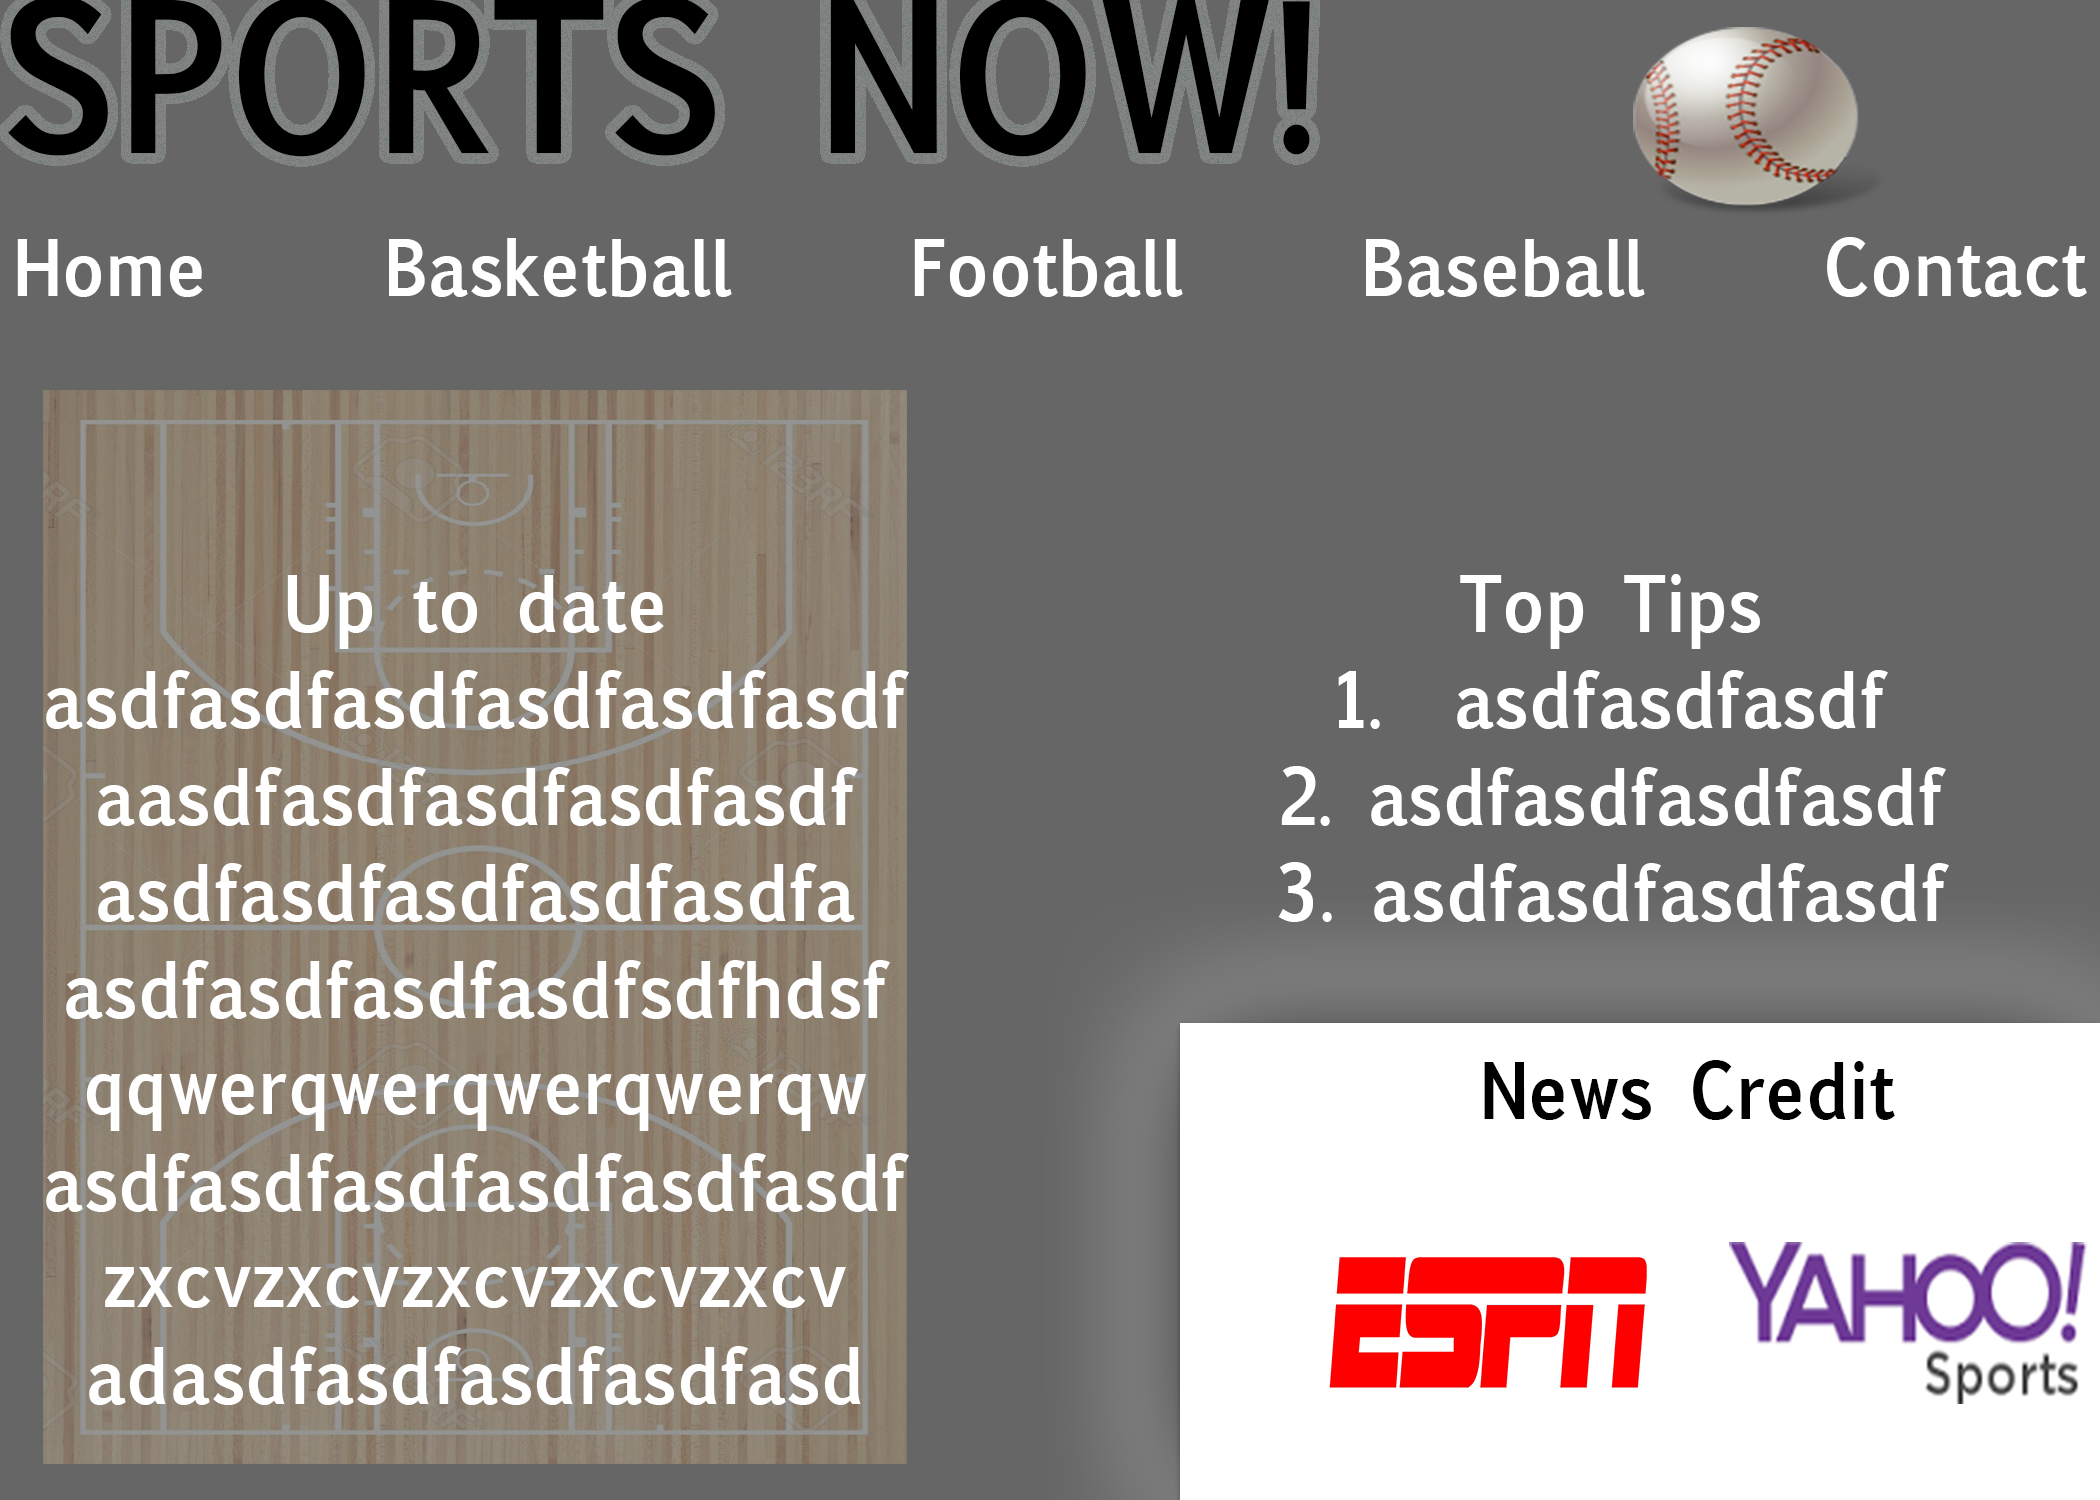 SPORTS NOW!
Home Basketball Football Baseball Contact
Up to date
asdfasdfasdfasdfasdfasdf
aasdfasdfasdfasdfasdf
asdfasdfasdfasdfasdfa
asdfasdfasdfasdfsdfhdsf
qqwerqwerqwerqwerqw
asdfasdfasdfasdfasdfasdf
zxcvzxcvzxcvzxcvzxcv
adasdfasdfasdfasdfasd
Top Tips
1. asdfasdfasdf
2. asdfasdfasdfasdf
3. asdfasdfasdfasdf
News Credit
ESPN
YAHOO!
Sports
123RF